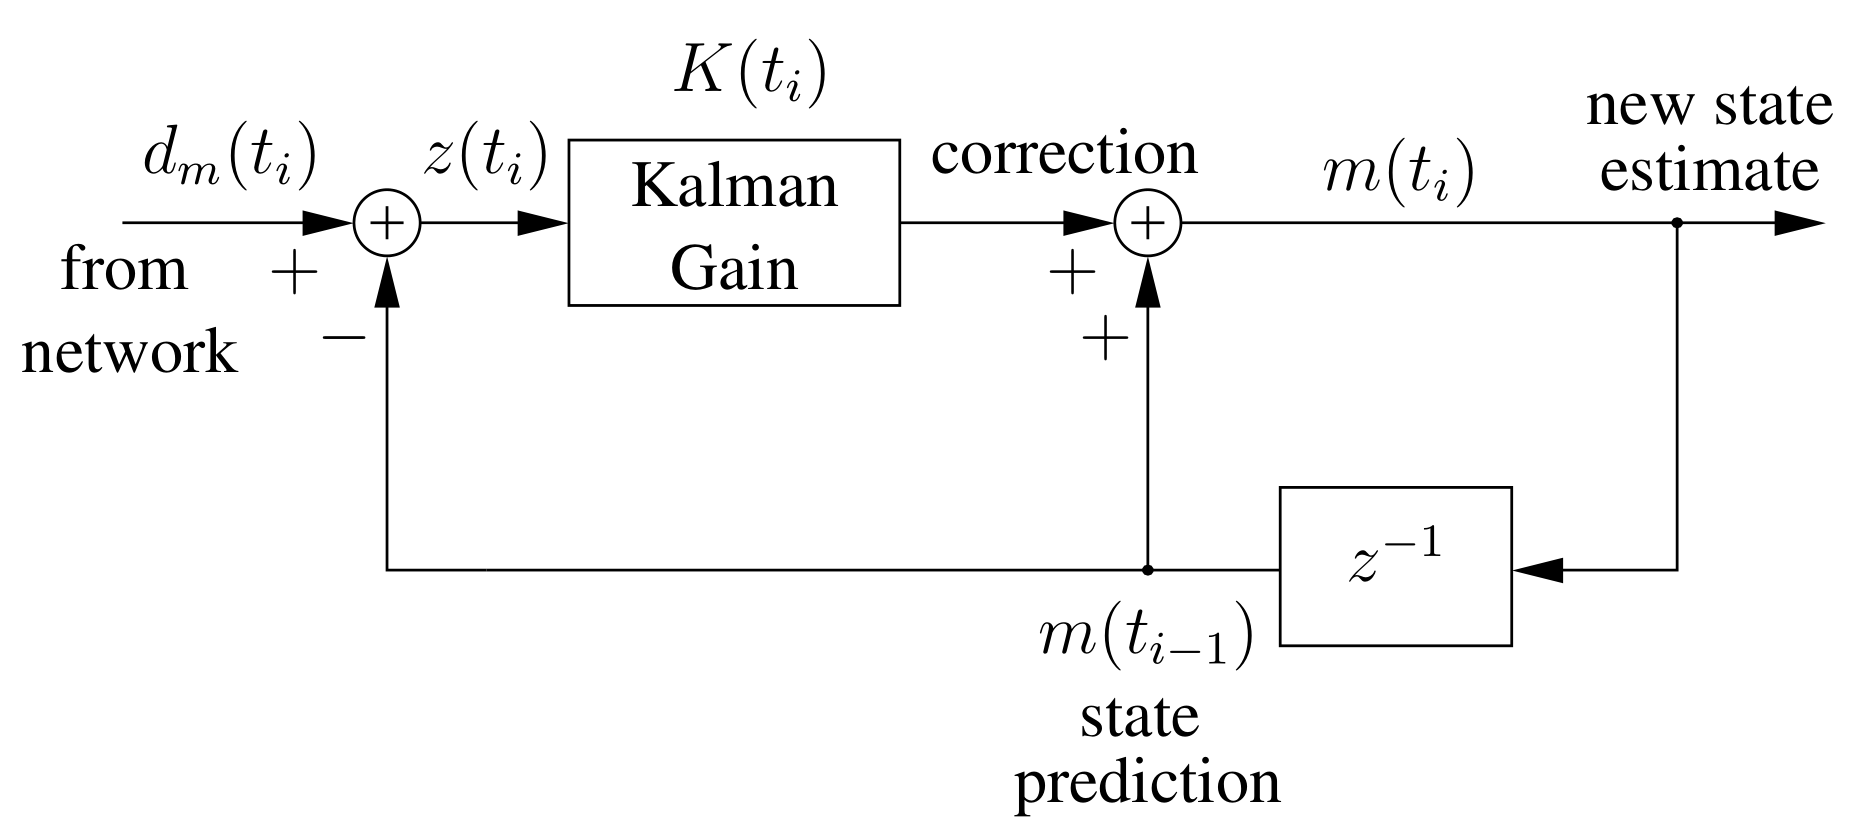 K(t_i)
d_m(t_i)
z(t_i)
Kalman
Gain
correction
m(t_i)
new state
estimate
+
+
from
network
+
−
+
+
z^{−1}
m(t_{i−1})
state
prediction